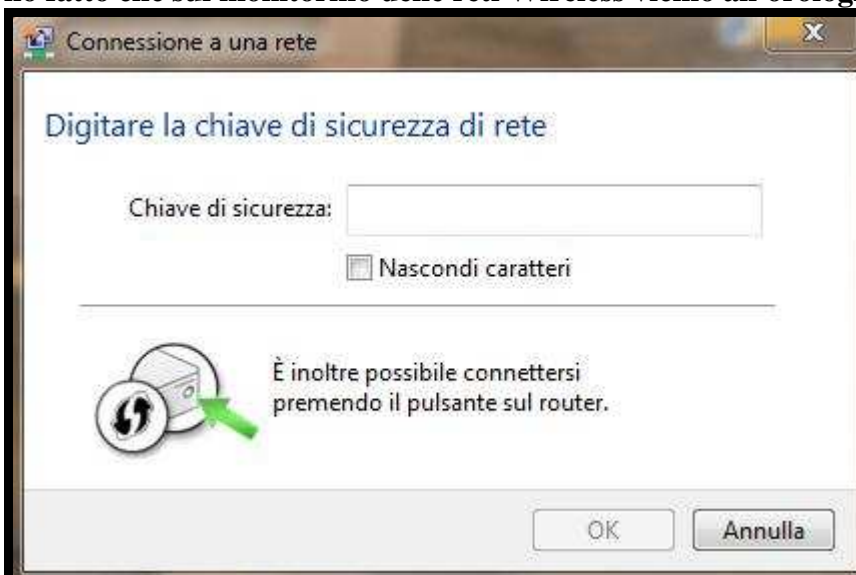 Connessione a una rete
Digitare la chiave di sicurezza di rete
Chiave di sicurezza:
Nascondi caratteri
È inoltre possibile connettersi
premendo il pulsante sul router.
OK
Annulla